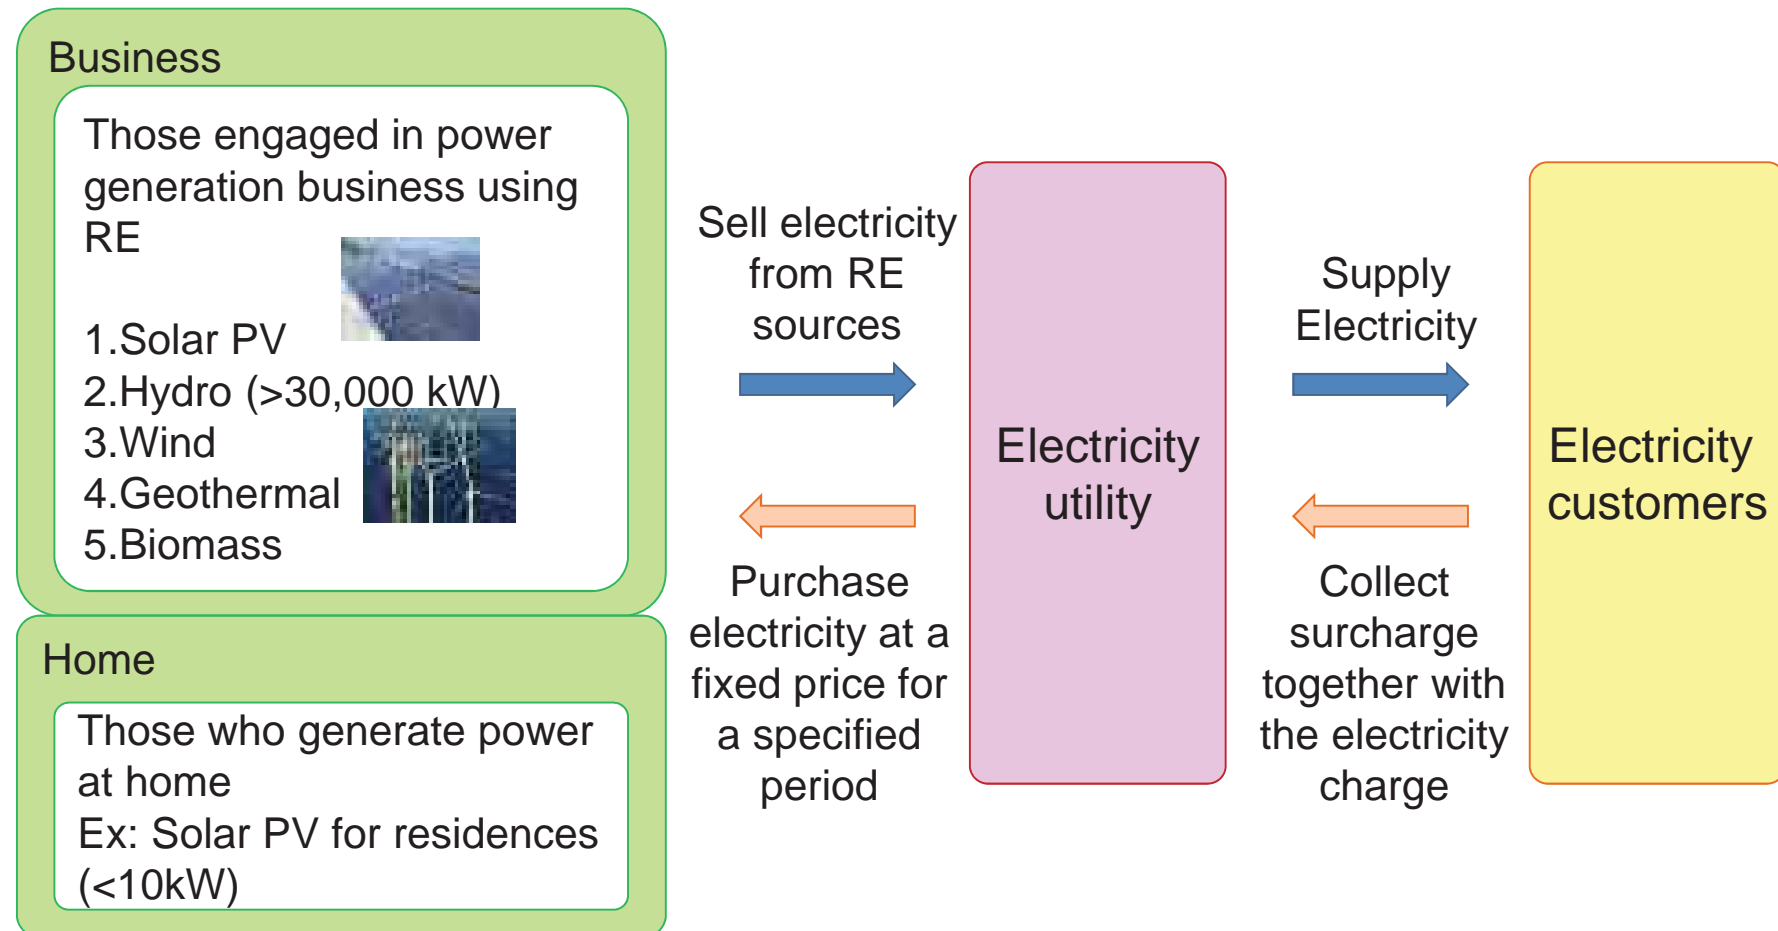 Business
Those engaged in power
generation business using
RE
1.Solar PV
2.Hydro (>30,000 kW)
3.Wind
4.Geothermal
5.Biomass
Home
Those who generate power
at home
Ex: Solar PV for residences
(<10kW)
Sell electricity
from RE
sources
Purchase
electricity at a
fixed price for
a specified
period
Electricity
utility
Supply
Electricity
Collect
surcharge
together with
the electricity
charge
Electricity
customers